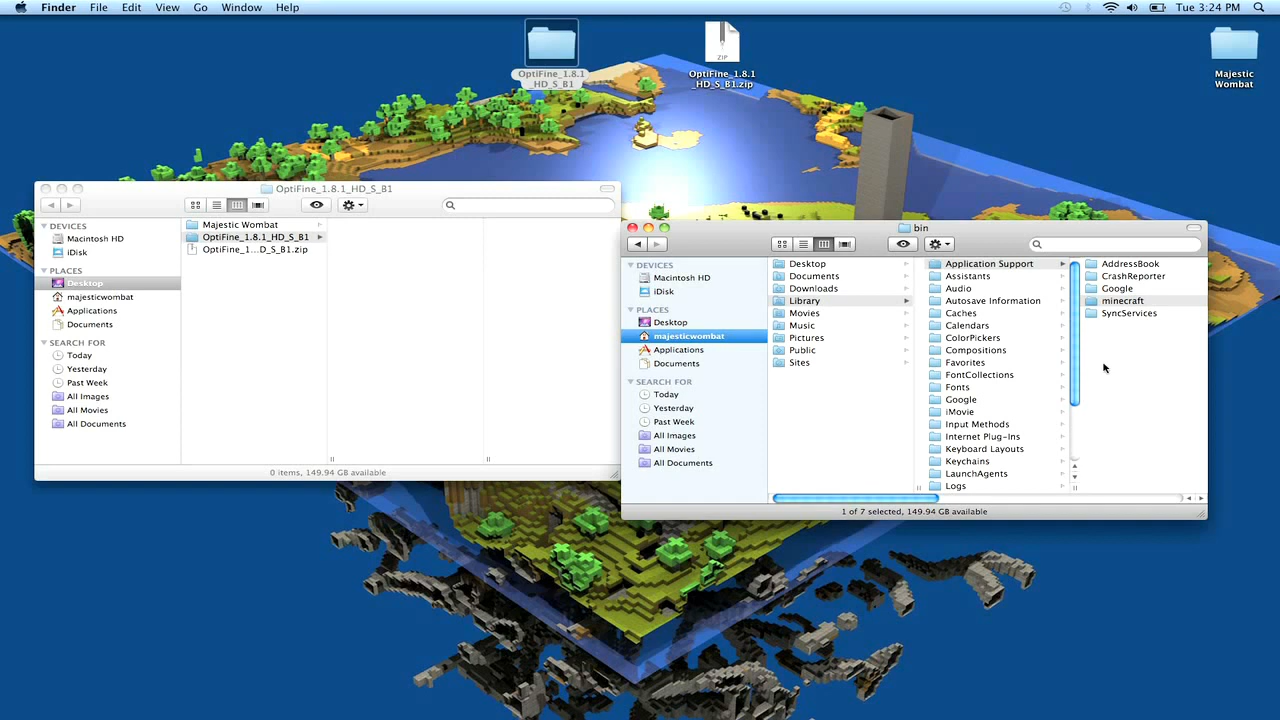 Finder File Edit View Go Window Help Tue 3:24 PM
OptiFine_1.8.1
_HD_S_B1
ZIP
OptiFine_1.8.1
_HD_S_B1.zip
Majestic
Wombat
OptiFine_1.8.1_HD_S_B1
DEVICES
Macintosh HD
iDisk
PLACES
Desktop
majesticwombat
Applications
Documents
SEARCH FOR
Today
Yesterday
Past Week
All Images
All Movies
All Documents
Majestic Wombat
OptiFine_1.8.1_HD_S_B1
OptiFine_1...D_S_B1.zip
0 items, 149.94 GB available
bin
DEVICES
Macintosh HD
iDisk
PLACES
Desktop
majesticwombat
Applications
Documents
SEARCH FOR
Today
Yesterday
Past Week
All Images
All Movies
All Documents
Desktop
Documents
Downloads
Library
Movies
Music
Pictures
Public
Sites
Application Support
Assistants
Audio
Autosave Information
Caches
Calendars
ColorPickers
Compositions
Favorites
FontCollections
Fonts
Google
iMovie
Input Methods
Internet Plug-Ins
Keyboard Layouts
Keychains
LaunchAgents
Logs
AddressBook
CrashReporter
Google
minecraft
SyncServices
1 of 7 selected, 149.94 GB available